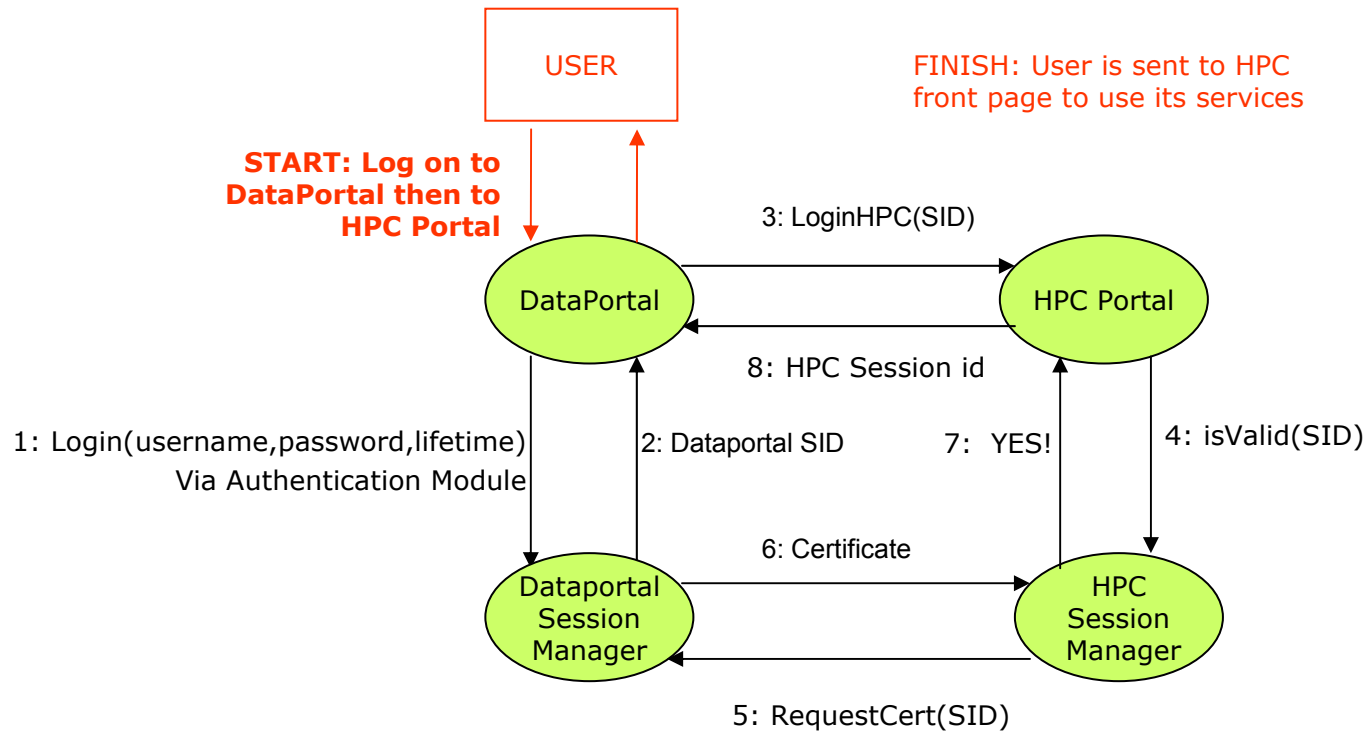 USER
FINISH: User is sent to HPC
front page to use its services
START: Log on to
DataPortal then to
HPC Portal
3: LoginHPC(SID)
DataPortal
HPC Portal
8: HPC Session id
1: Login(username,password,lifetime)
Via Authentication Module
2: Dataportal SID
7: YES!
4: isValid(SID)
6: Certificate
Dataportal
Session
Manager
HPC
Session
Manager
5: RequestCert(SID)